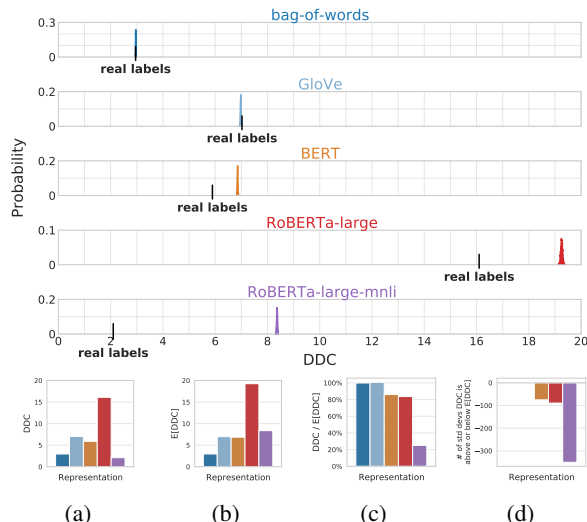 bag-of-words
0.3
0
real labels
GloVe
0.2
0
real labels
Probability
BERT
0.2
0
real labels
RoBERTa-large
0.1
0
real labels
RoBERTa-large-mnli
0.2
0
real labels
0 2 4 6 8 10 12 14 16 18 20
DDC
DDC
20
15
10
5
0
Representation
E[DDC]
20
15
10
5
0
Representation
DDC / E[DDC]
100%
80%
60%
40%
20%
0%
Representation
# of std devs DDC is
above or below E[DDC]
0
−100
−200
−300
Representation
(a) (b) (c) (d)